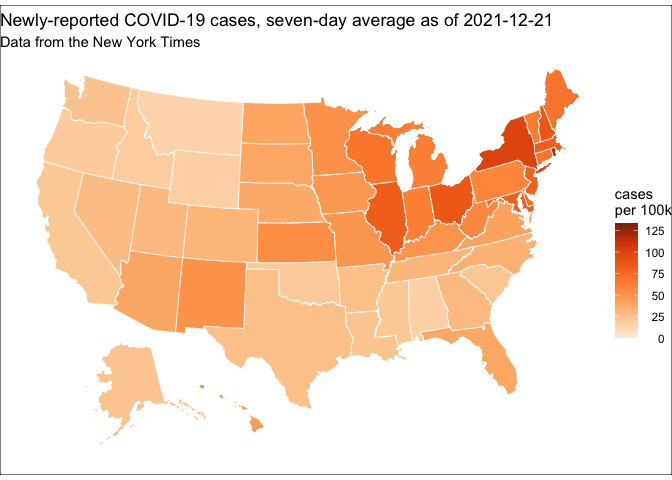 Newly-reported COVID-19 cases, seven-day average as of 2021-12-21
Data from the New York Times
cases
per 100k
125
100
75
50
25
0